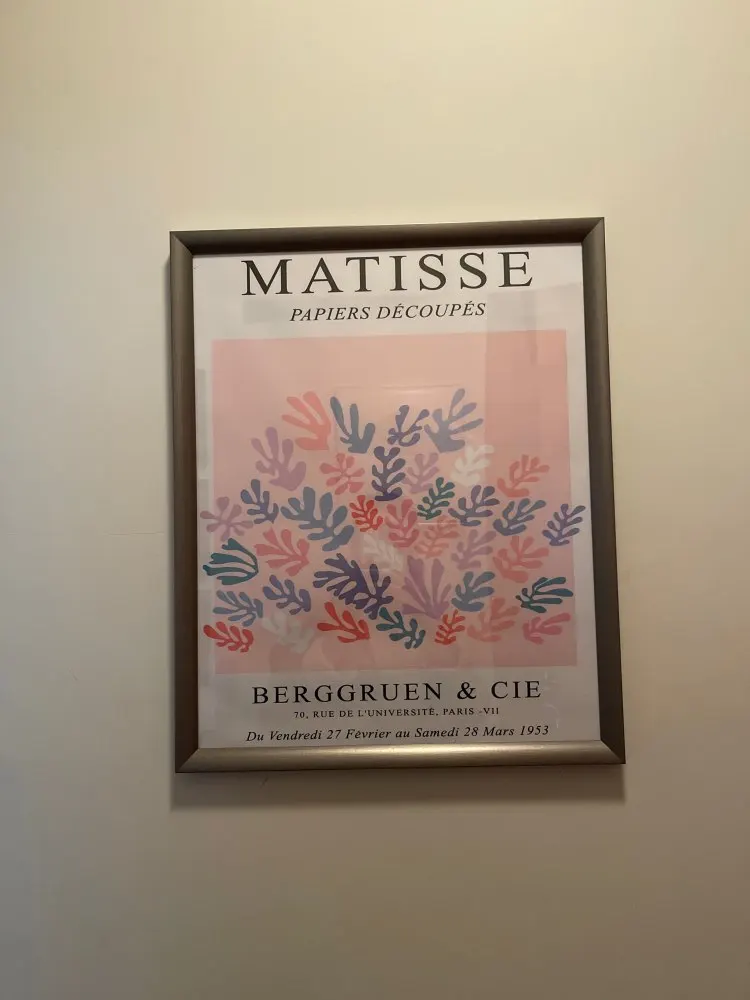 MATISSE
PAPIERS DÉCOUPÉS
BERGGRUEN & CIE
70, RUE DE L'UNIVERSITÉ, PARIS -VII
Du Vendredi 27 Février au Samedi 28 Mars 1953